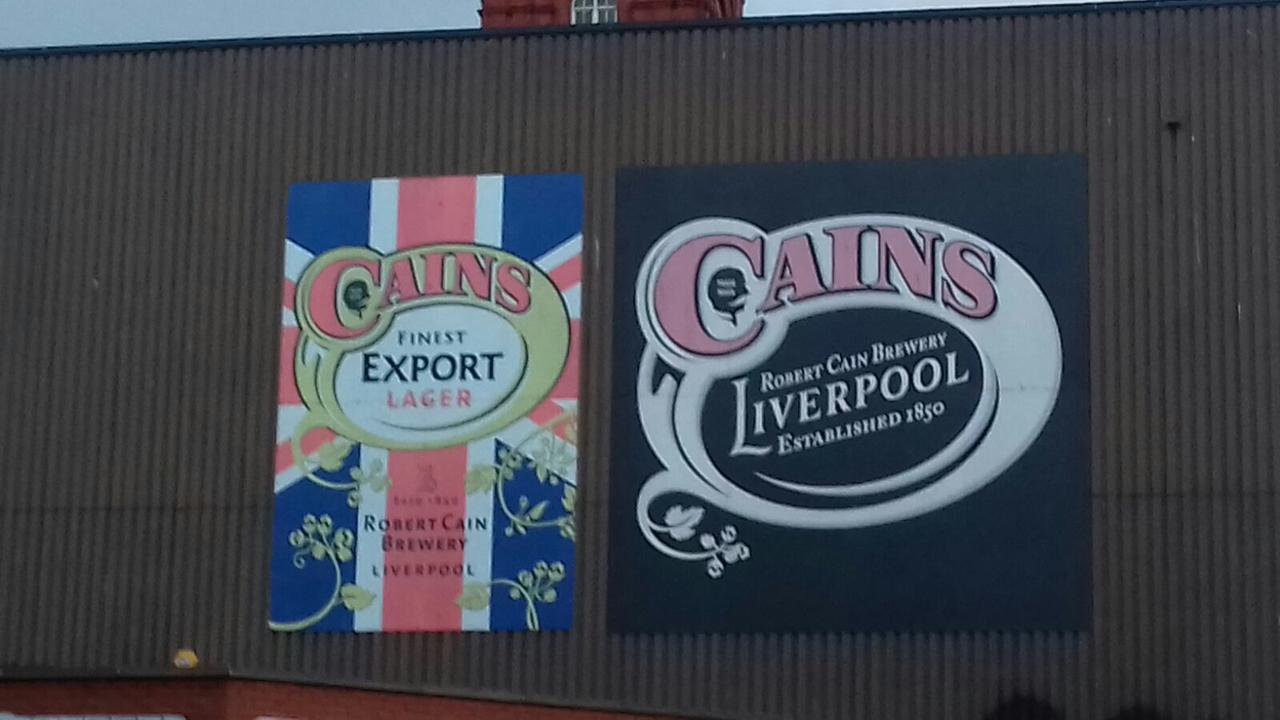 CAINS
FINEST
EXPORT
LAGER
ROBERT CAIN
BREWERY
LIVERPOOL
CAINS
ROBERT CAIN BREWERY
LIVERPOOL
ESTABLISHED 1850